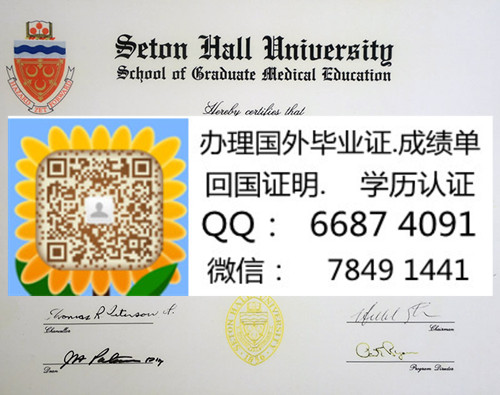 Seton Hall University
School of Graduate Medical Education
Hereby certifies that
办理国外毕业证.成绩单
回国证明. 学历认证
QQ： 6687 4091
微信： 7849 1441
Chancellor
Chairman
Dean
Program Director